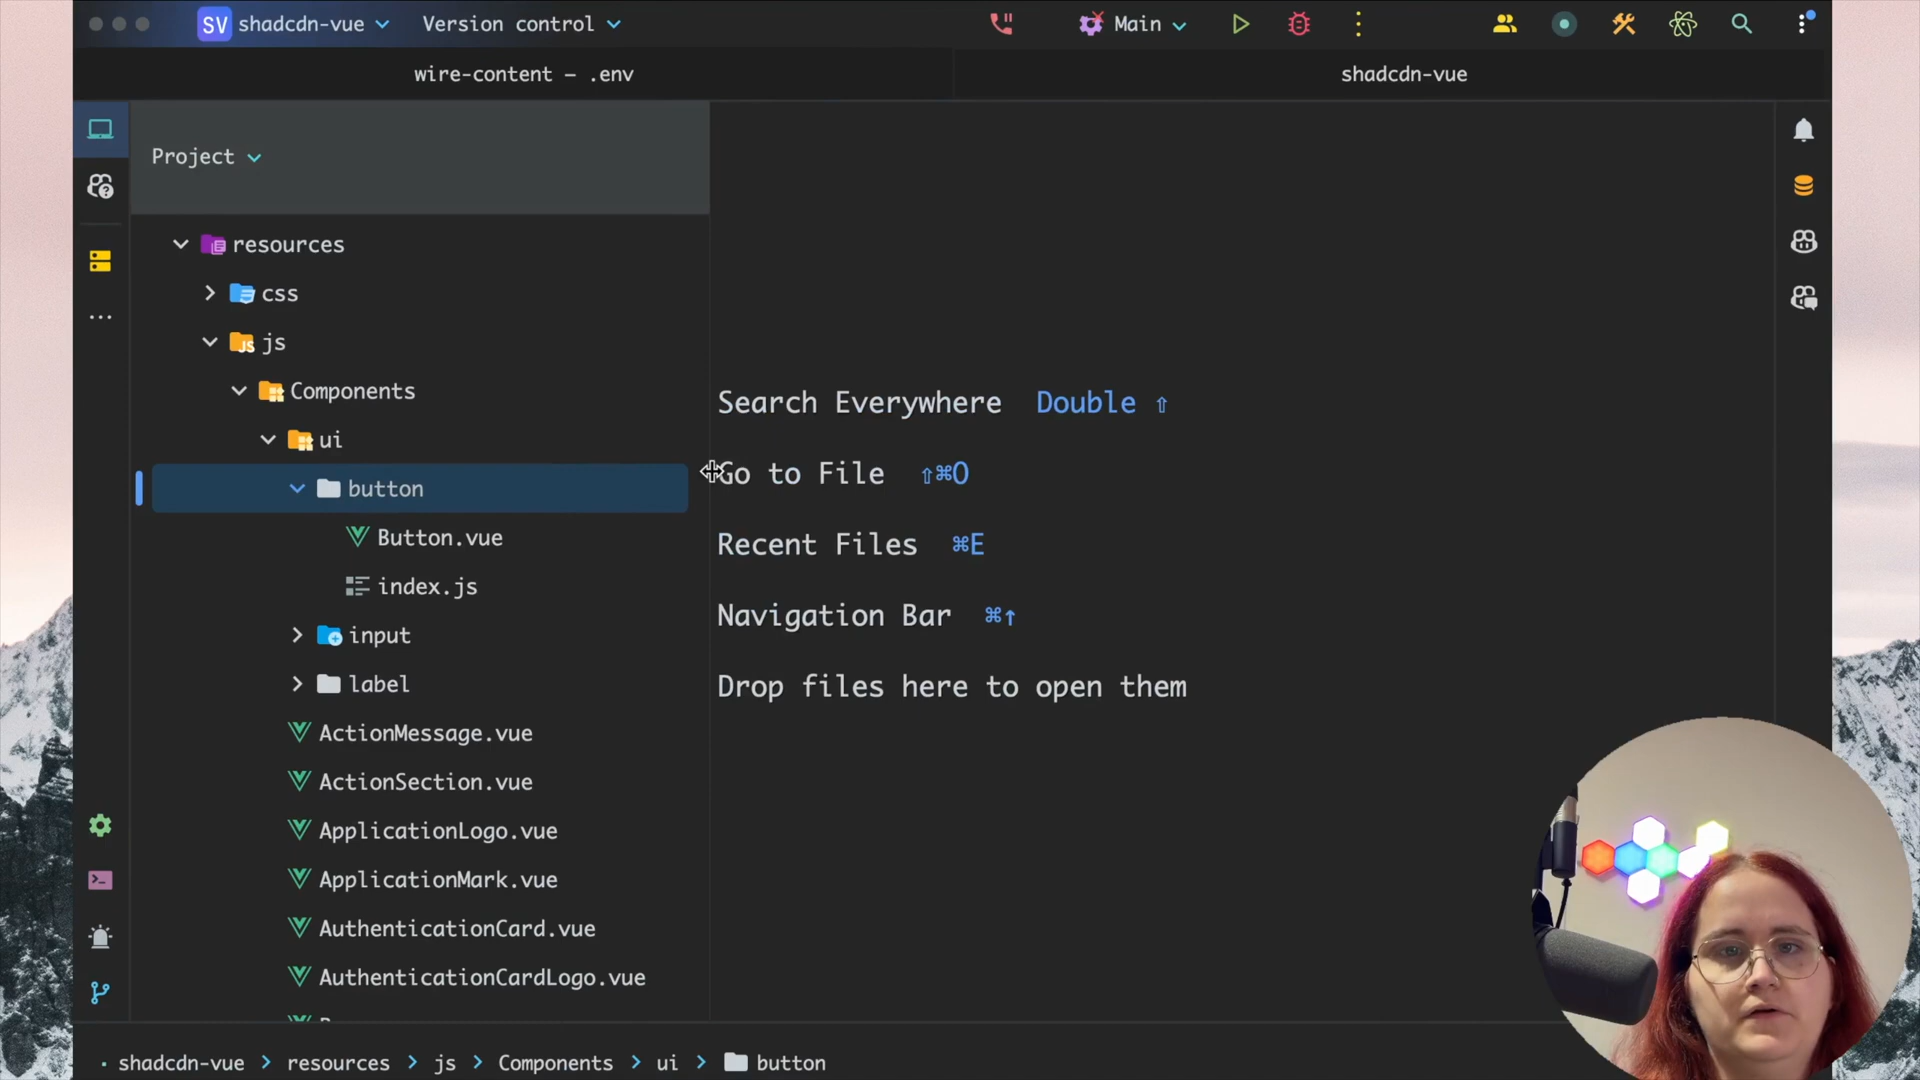 SV shadcdn-vue Version control Main
wire-content – .env shadcdn-vue
Project
resources
css
js
Components
ui
button
Button.vue
index.js
input
label
ActionMessage.vue
ActionSection.vue
ApplicationLogo.vue
ApplicationMark.vue
AuthenticationCard.vue
AuthenticationCardLogo.vue
Search Everywhere Double ⇧
Go to File ⇧⌘O
Recent Files ⌘E
Navigation Bar ⌘↑
Drop files here to open them
shadcdn-vue > resources > js > Components > ui > button